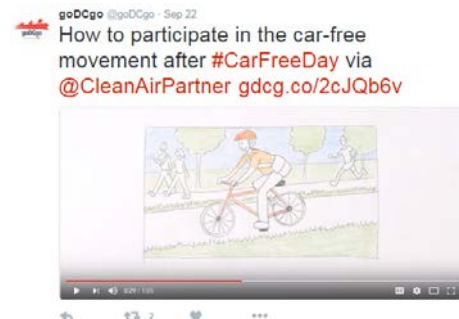 goDCgo @goDCgo · Sep 22
How to participate in the car-free
movement after #CarFreeDay via
@CleanAirPartner gdcg.co/2cJQb6v
2